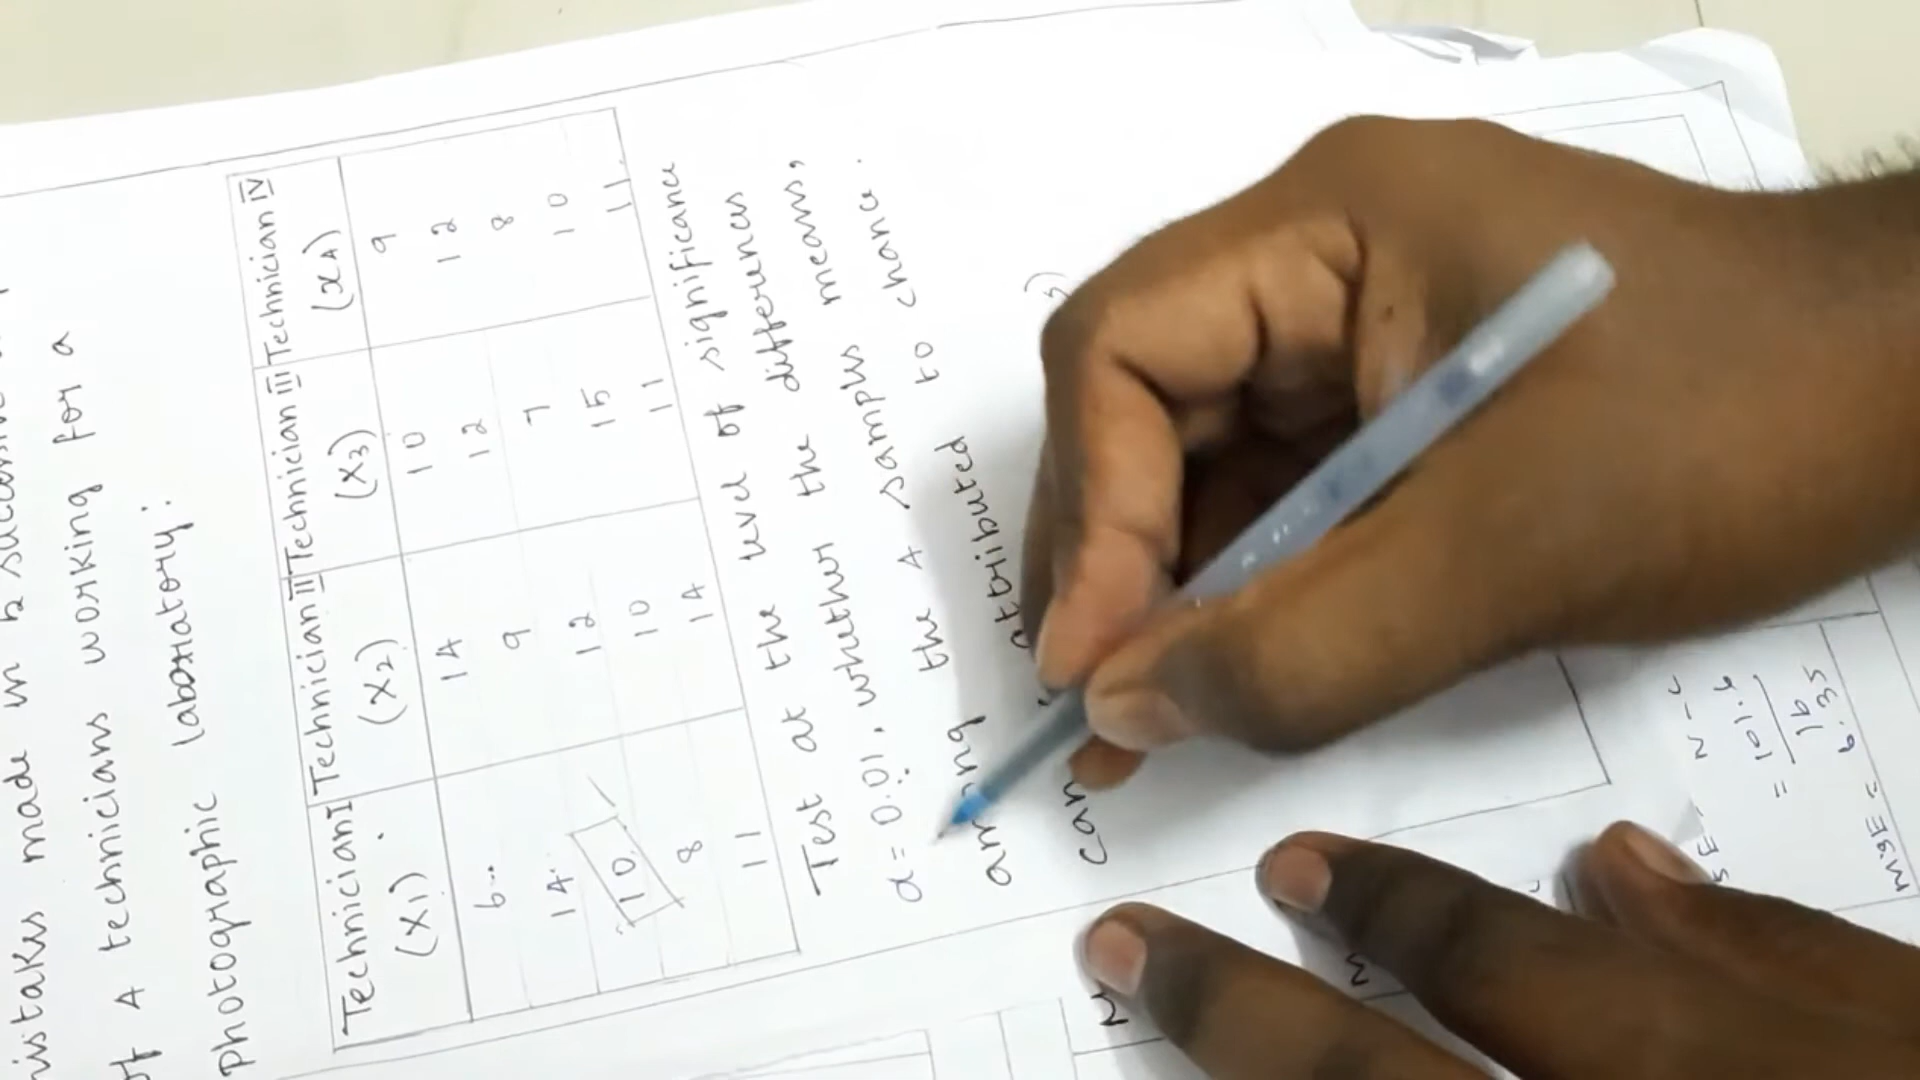 mistakes made in 5 successive
of 4 technicians working for a
photographic laboratory:
Technician I Technician II Technician III Technician IV
(x1) (x2) (x3) (x4)
6 14 10 9
14 9 12 12
10 12 7 8
8 10 15 10
11 14 11 11
Test at the level of significance
α = 0.01, whether the differences
among the 4 samples means,
can attributed to chance.
N-C
= 101.6
16
MSE = 6.35